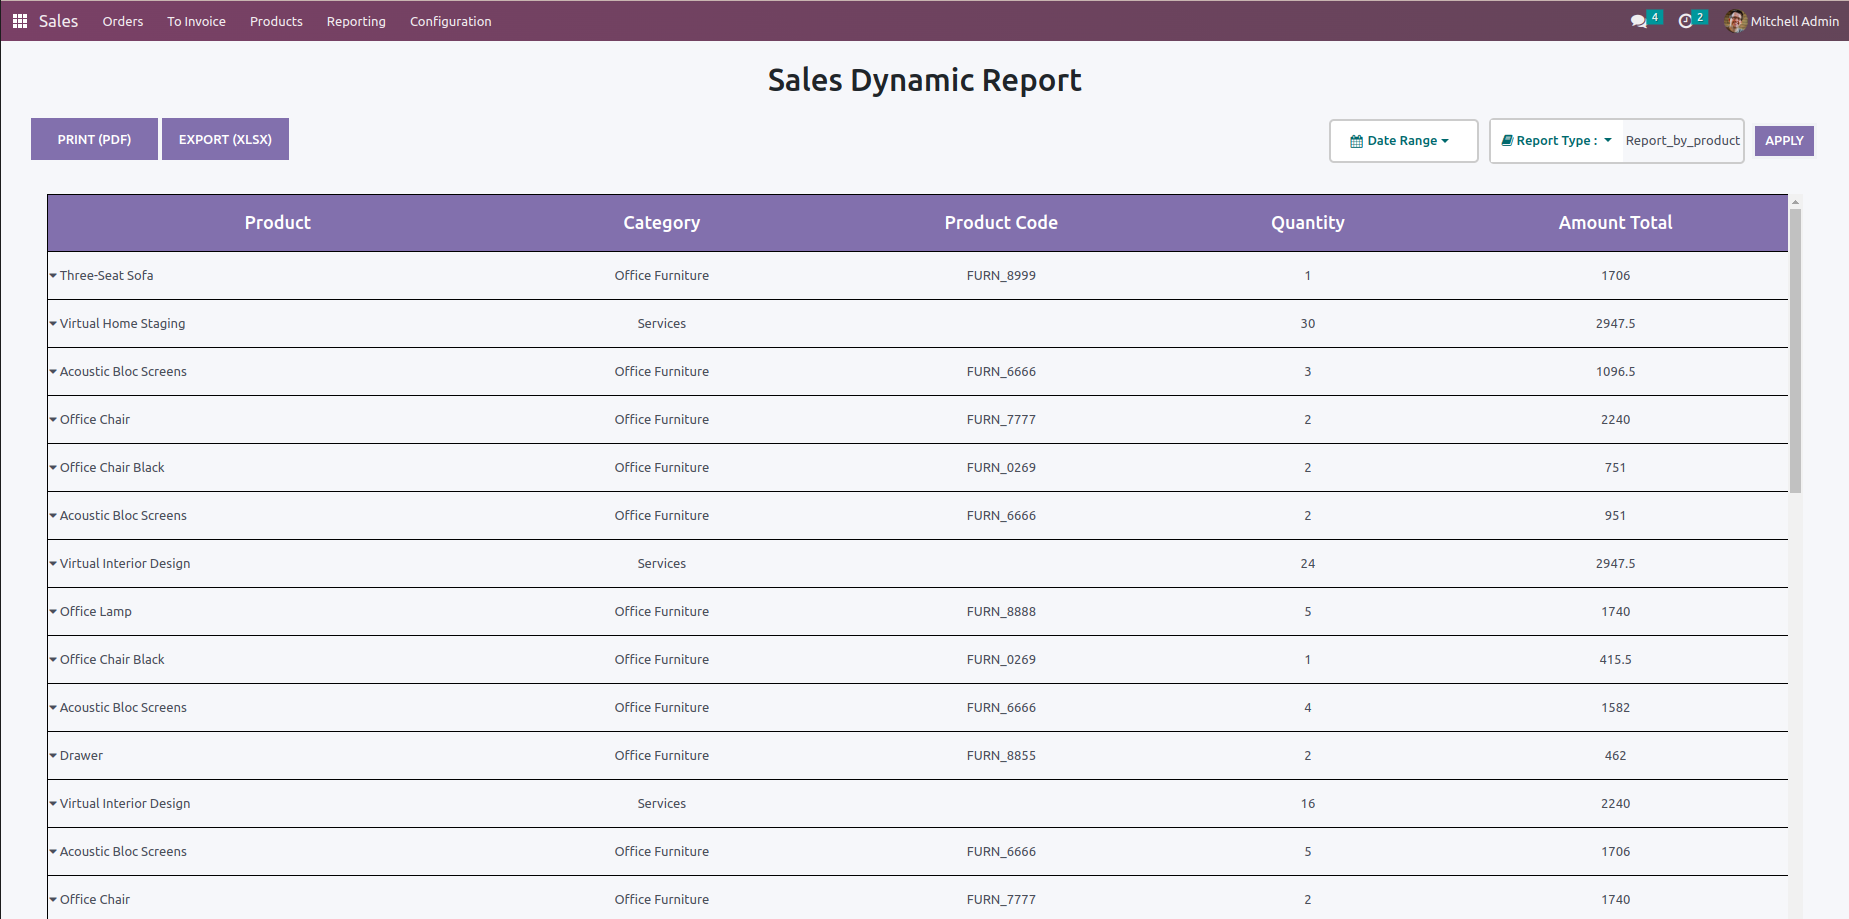 Sales Orders To Invoice Products Reporting Configuration 4 2 Mitchell Admin
Sales Dynamic Report
PRINT (PDF) EXPORT (XLSX) Date Range Report Type : Report_by_product APPLY
Product Category Product Code Quantity Amount Total
Three-Seat Sofa Office Furniture FURN_8999 1 1706
Virtual Home Staging Services 30 2947.5
Acoustic Bloc Screens Office Furniture FURN_6666 3 1096.5
Office Chair Office Furniture FURN_7777 2 2240
Office Chair Black Office Furniture FURN_0269 2 751
Acoustic Bloc Screens Office Furniture FURN_6666 2 951
Virtual Interior Design Services 24 2947.5
Office Lamp Office Furniture FURN_8888 5 1740
Office Chair Black Office Furniture FURN_0269 1 415.5
Acoustic Bloc Screens Office Furniture FURN_6666 4 1582
Drawer Office Furniture FURN_8855 2 462
Virtual Interior Design Services 16 2240
Acoustic Bloc Screens Office Furniture FURN_6666 5 1706
Office Chair Office Furniture FURN_7777 2 1740